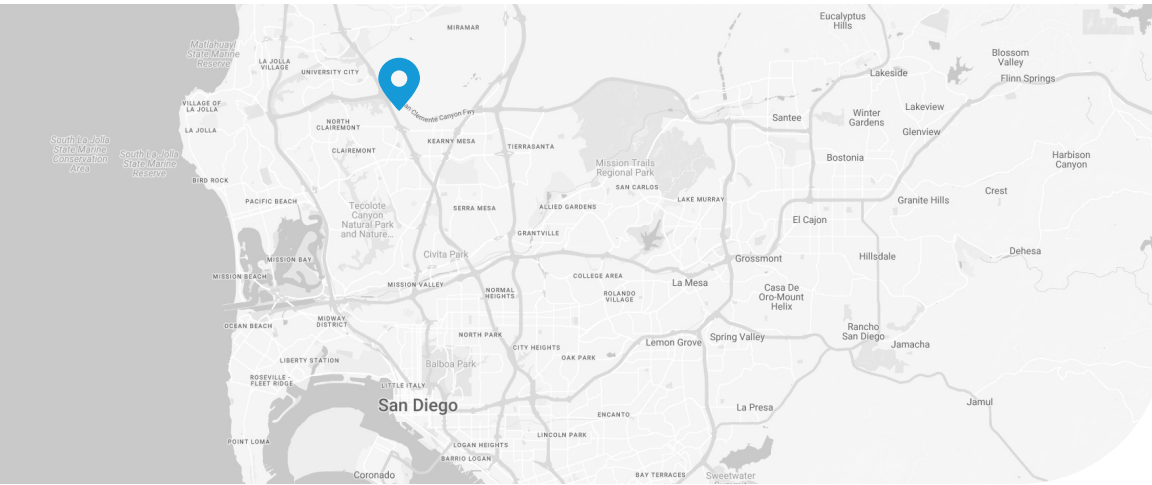 MIRAMAR
Eucalyptus
Hills
Matlahuayl
State Marine
Reserve
LA JOLLA
VILLAGE
UNIVERSITY CITY
Blossom
Valley
Flinn Springs
Lakeside
VILLAGE OF
LA JOLLA
an Clemente Canyon Fwy
Lakeview
Winter
Gardens
Santee
NORTH
CLAIREMONT
LA JOLLA
Glenview
South La Jolla
State Marine
Conservation
Area
South La Jolla
State Marine
Reserve
CLAIREMONT
KEARNY MESA
TIERRASANTA
Mission Trails
Regional Park
Bostonia
Harbison
Canyon
BIRD ROCK
SAN CARLOS
Crest
PACIFIC BEACH
Tecolote
Canyon
Natural Park
and Nature...
SERRA MESA
ALLIED GARDENS
LAKE MURRAY
Granite Hills
El Cajon
GRANTVILLE
Civita Park
Dehesa
MISSION BAY
Grossmont
Hillsdale
MISSION BEACH
MISSION VALLEY
COLLEGE AREA
La Mesa
NORMAL
HEIGHTS
ROLANDO
VILLAGE
Casa De
Oro-Mount
Helix
OCEAN BEACH
MIDWAY
DISTRICT
NORTH PARK
CITY HEIGHTS
Lemon Grove
Spring Valley
Rancho
San Diego
Jamacha
LIBERTY STATION
Balboa Park
OAK PARK
ROSEVILLE -
FLEET RIDGE
LITTLE ITALY
San Diego
La Presa
Jamul
ENCANTO
POINT LOMA
LOGAN HEIGHTS
LINCOLN PARK
BARRIO LOGAN
Coronado
BAY TERRACES
Sweetwater